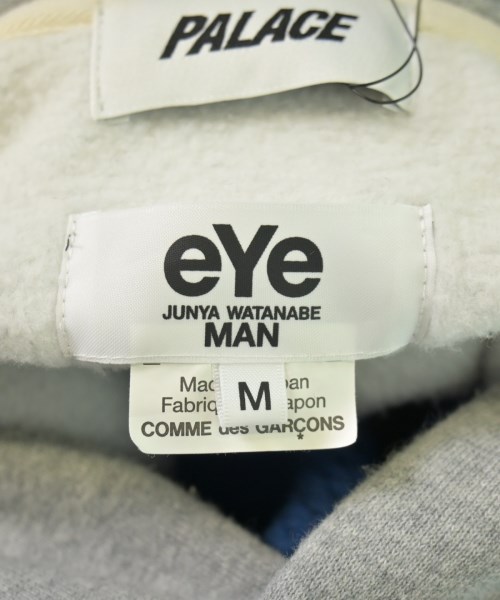 PALACE
eYe
JUNYA WATANABE
MAN
M
COMME des GARÇONS